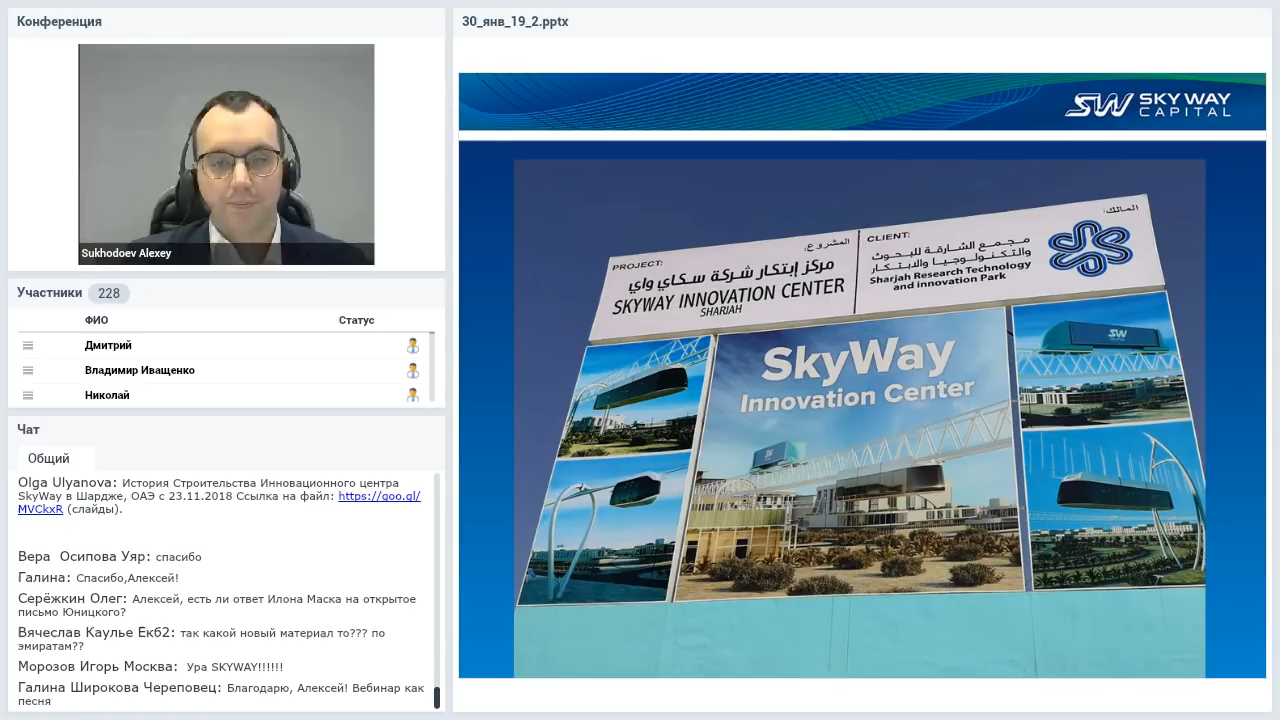 Конференция
Sukhodoev Alexey
Участники 228
ФИО Статус
Дмитрий
Владимир Иващенко
Николай
Чат
Общий
Olga Ulyanova: История Строительства Инновационного центра
SkyWay в Шардже, ОАЭ с 23.11.2018 Ссылка на файл: https://goo.gl/
MVCkxR (слайды).
Вера Осипова Уяр: спасибо
Галина: Спасибо,Алексей!
Серёжкин Олег: Алексей, есть ли ответ Илона Маска на открытое
письмо Юницкого?
Вячеслав Каулье Екб2: так какой новый материал то??? по
эмиратам??
Морозов Игорь Москва: Ура SKYWAY!!!!!!
Галина Широкова Череповец: Благодарю, Алексей! Вебинар как
песня
30_янв_19_2.pptx
SW SKY WAY
CAPITAL
PROJECT: المشروع:
مركز إبتكار شركة سكاي واي
SKYWAY INNOVATION CENTER
SHARJAH
CLIENT: المالك:
مجمع الشارقة للبحوث
والتكنولوجيا والابتكار
Sharjah Research Technology
and innovation Park
SkyWay
Innovation Center
SW
SW